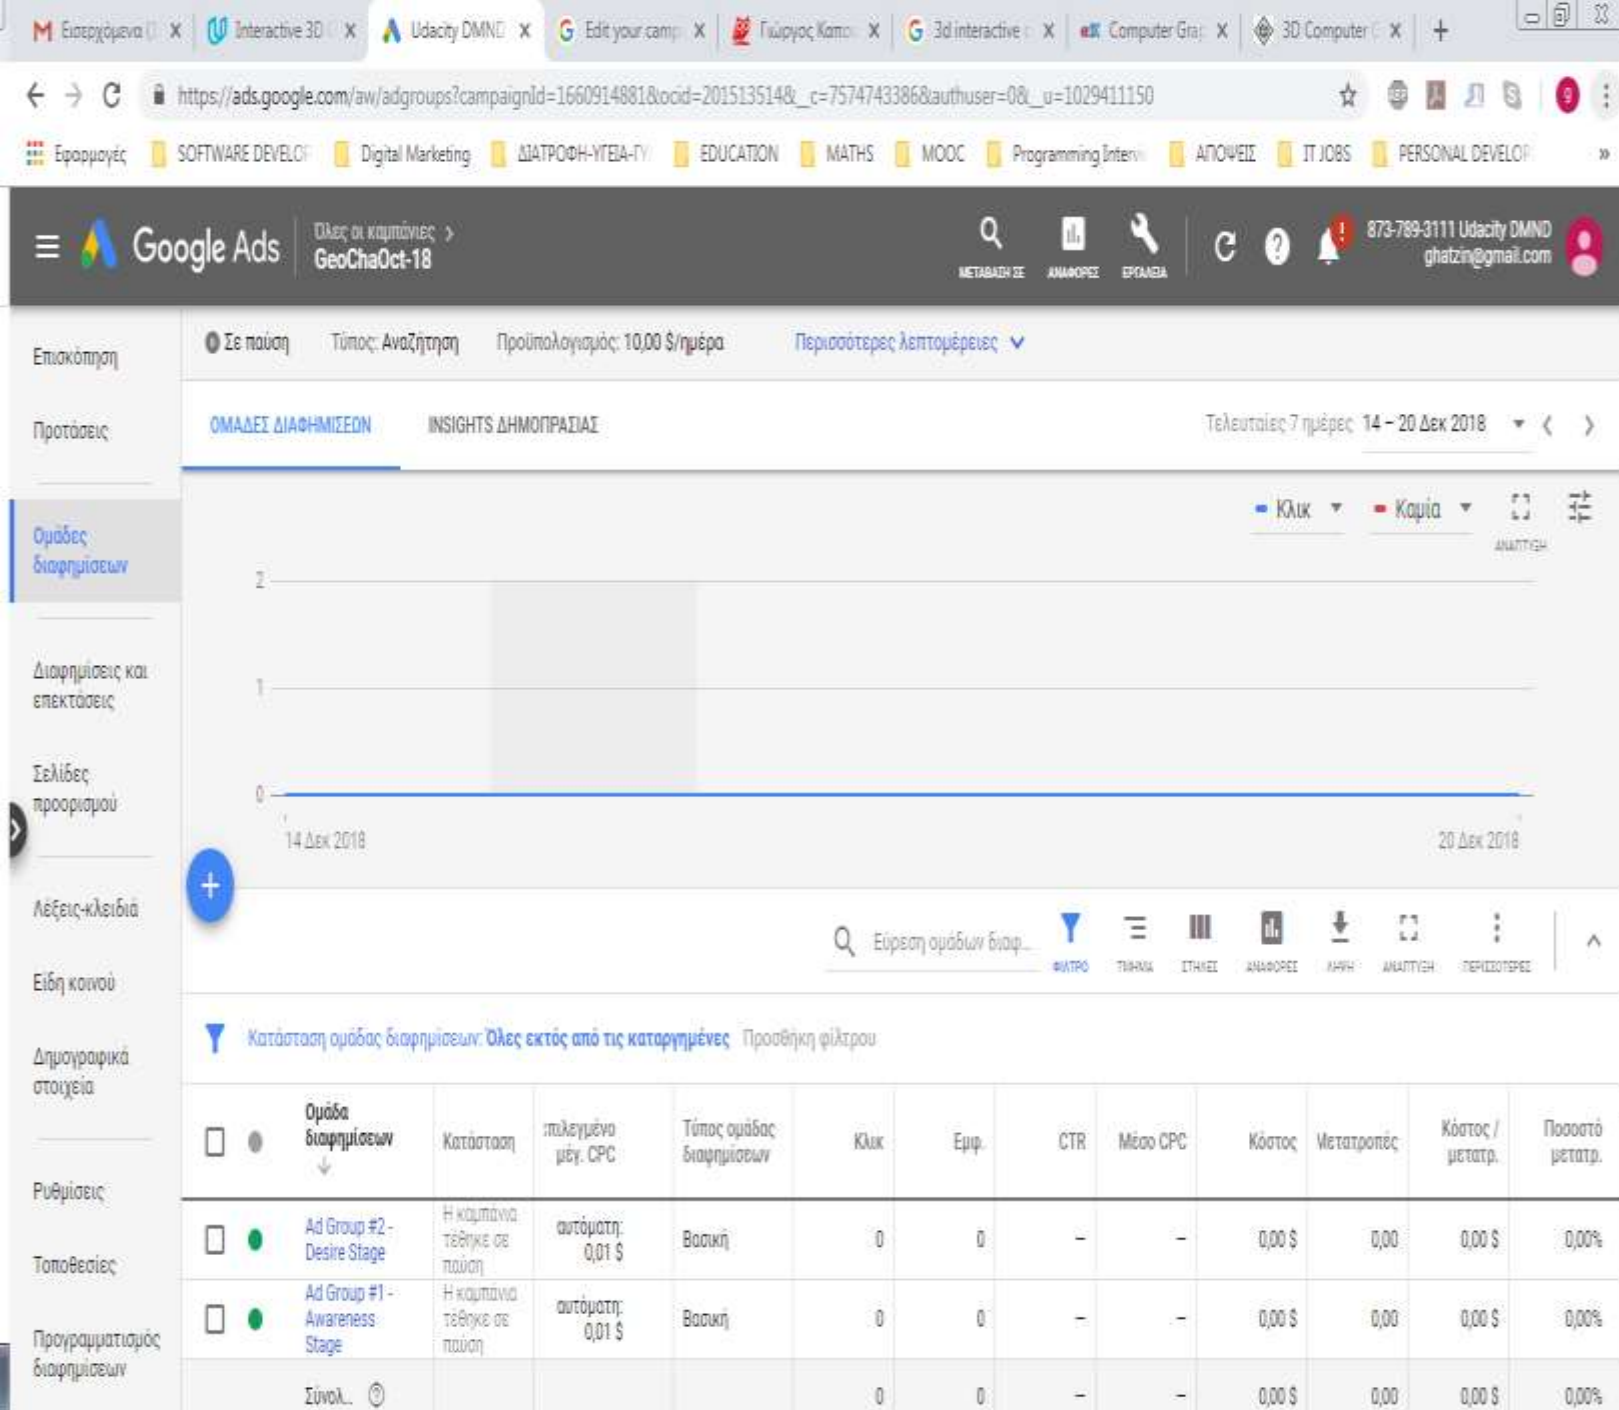 Εισερχόμενα (
Interactive 3D
Udacity DMND
Edit your camp
Γιώργος Καπο
3d interactive
Computer Grap
3D Computer
https://ads.google.com/aw/adgroups?campaignId=1660914881&ocid=201513514&_c=7574743386&authuser=0&_u=1029411150
Εφαρμογές
SOFTWARE DEVELOP
Digital Marketing
ΔΙΑΤΡΟΦΗ-ΥΓΕΙΑ-ΓΥ
EDUCATION
MATHS
MOOC
Programming Intervi
ΑΠΟΨΕΙΣ
IT JOBS
PERSONAL DEVELOP
»
Google Ads
Όλες οι καμπάνιες >
GeoChaOct-18
ΜΕΤΑΒΑΣΗ ΣΕ
ΑΝΑΦΟΡΕΣ
ΕΡΓΑΛΕΙΑ
873-789-3111 Udacity DMND
ghatzin@gmail.com
Επισκόπηση
Προτάσεις
Ομάδες
διαφημίσεων
Διαφημίσεις και
επεκτάσεις
Σελίδες
προορισμού
Λέξεις-κλειδιά
Είδη κοινού
Δημογραφικά
στοιχεία
Ρυθμίσεις
Τοποθεσίες
Προγραμματισμός
διαφημίσεων
Σε παύση Τύπος: Αναζήτηση Προϋπολογισμός: 10,00 $/ημέρα Περισσότερες λεπτομέρειες
ΟΜΑΔΕΣ ΔΙΑΦΗΜΙΣΕΩΝ INSIGHTS ΔΗΜΟΠΡΑΣΙΑΣ Τελευταίες 7 ημέρες 14 – 20 Δεκ 2018
Κλικ Καμία
ΑΝΑΠΤΥΞΗ
2
1
0
14 Δεκ 2018 20 Δεκ 2018
Εύρεση ομάδων διαφ...
ΦΙΛΤΡΟ ΤΜΗΜΑ ΣΤΗΛΕΣ ΑΝΑΦΟΡΕΣ ΛΗΨΗ ΑΝΑΠΤΥΞΗ ΠΕΡΙΣΣΟΤΕΡΕΣ
Κατάσταση ομάδας διαφημίσεων: Όλες εκτός από τις καταργημένες Προσθήκη φίλτρου
Ομάδα
διαφημίσεων
Κατάσταση
πιλεγμένο
μέγ. CPC
Τύπος ομάδας
διαφημίσεων
Κλικ
Εμφ.
CTR
Μέσο CPC
Κόστος
Μετατροπές
Κόστος /
μετατρ.
Ποσοστό
μετατρ.
Ad Group #2 -
Desire Stage
Η καμπάνια
τέθηκε σε
παύση
αυτόματη:
0,01 $
Βασική
0
0
–
–
0,00 $
0,00
0,00 $
0,00%
Ad Group #1 -
Awareness
Stage
Η καμπάνια
τέθηκε σε
παύση
αυτόματη:
0,01 $
Βασική
0
0
–
–
0,00 $
0,00
0,00 $
0,00%
Σύνολ... 0 0 – – 0,00 $ 0,00 0,00 $ 0,00%